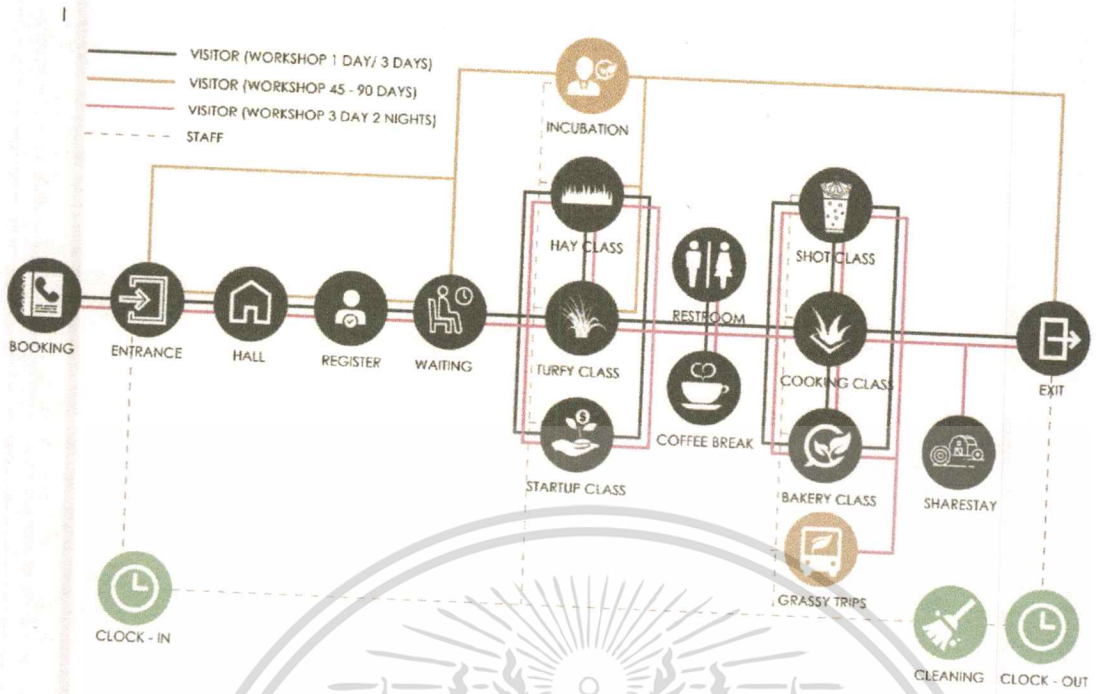 VISITOR (WORKSHOP 1 DAY/ 3 DAYS)
VISITOR (WORKSHOP 45 - 90 DAYS)
VISITOR (WORKSHOP 3 DAY 2 NIGHTS)
STAFF
INCUBATION
HAY CLASS
SHOT CLASS
RESTROOM
BOOKING
ENTRANCE
HALL
REGISTER
WAITING
TURFY CLASS
COOKING CLASS
EXIT
COFFEE BREAK
STARTUP CLASS
BAKERY CLASS
SHARESTAY
GRASSY TRIPS
CLOCK - IN
CLEANING
CLOCK - OUT